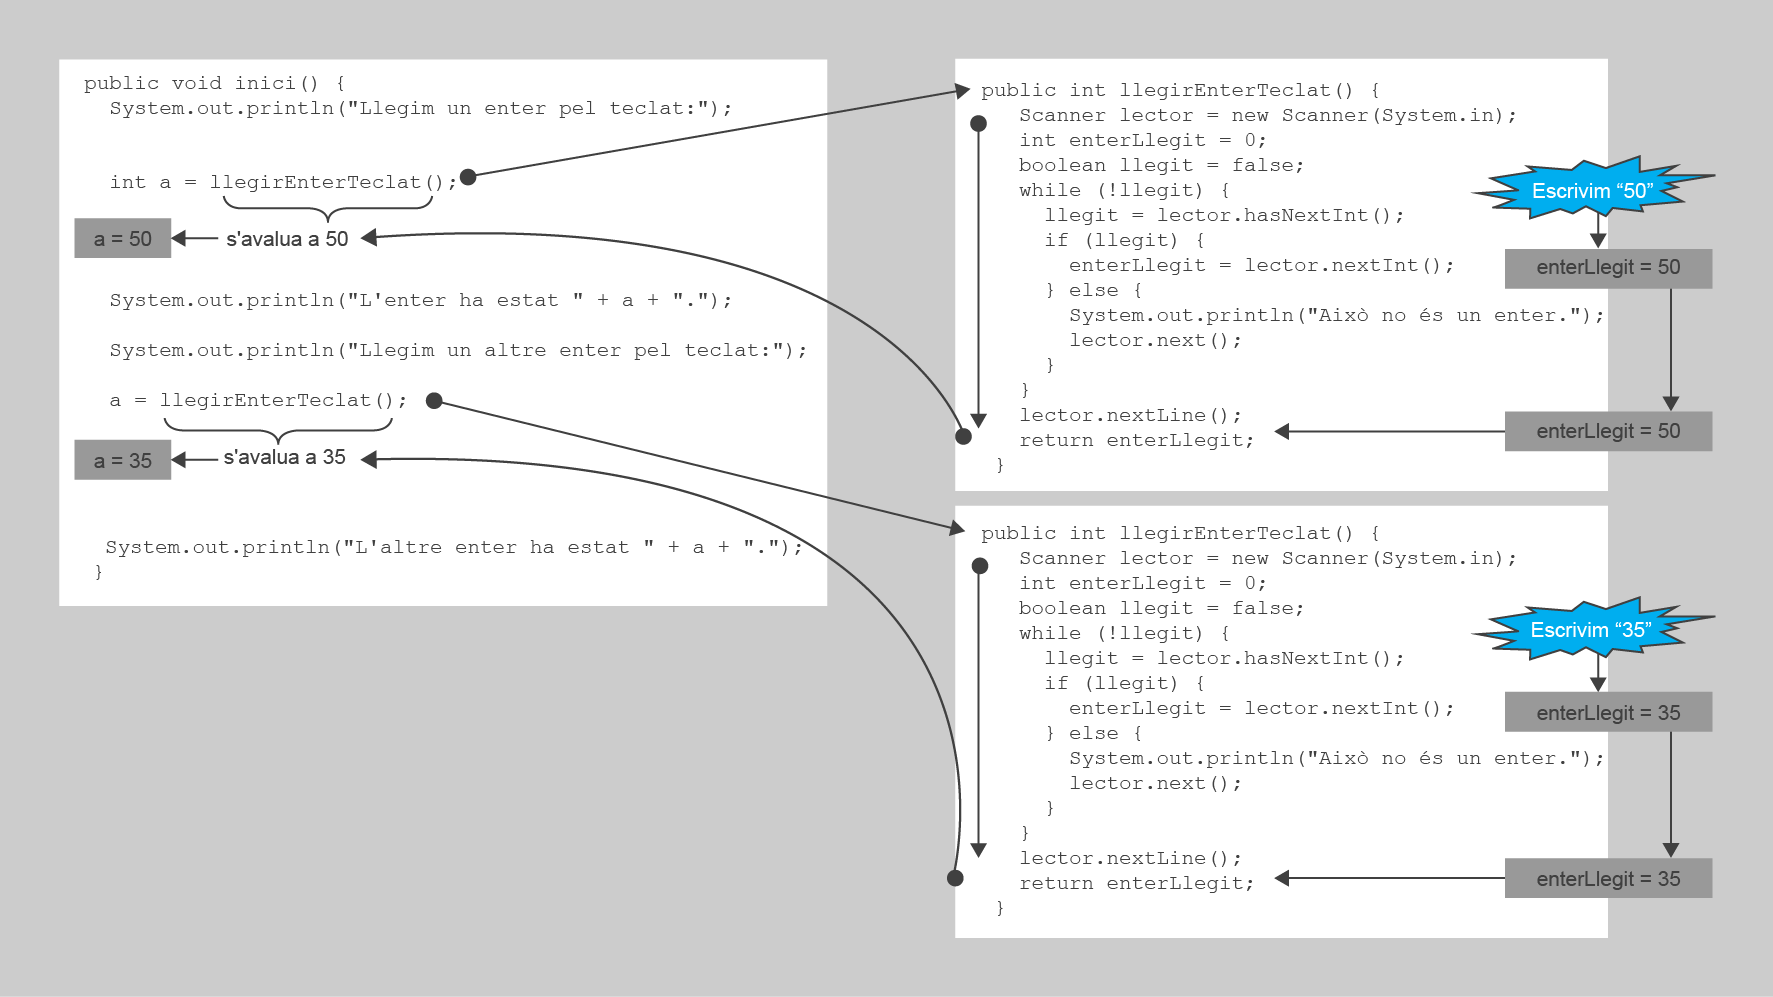 public void inici() {
System.out.println("Llegim un enter pel teclat:");
int a = llegirEnterTeclat();
a = 50
s'avalua a 50
System.out.println("L'enter ha estat " + a + ".");
System.out.println("Llegim un altre enter pel teclat:");
a = llegirEnterTeclat();
a = 35
s'avalua a 35
System.out.println("L'altre enter ha estat " + a + ".");
}
public int llegirEnterTeclat() {
Scanner lector = new Scanner(System.in);
int enterLlegit = 0;
boolean llegit = false;
while (!llegit) {
llegit = lector.hasNextInt();
if (llegit) {
enterLlegit = lector.nextInt();
} else {
System.out.println("Això no és un enter.");
lector.next();
}
}
lector.nextLine();
return enterLlegit;
}
Escrivim “50”
enterLlegit = 50
enterLlegit = 50
public int llegirEnterTeclat() {
Scanner lector = new Scanner(System.in);
int enterLlegit = 0;
boolean llegit = false;
while (!llegit) {
llegit = lector.hasNextInt();
if (llegit) {
enterLlegit = lector.nextInt();
} else {
System.out.println("Això no és un enter.");
lector.next();
}
}
lector.nextLine();
return enterLlegit;
}
Escrivim “35”
enterLlegit = 35
enterLlegit = 35